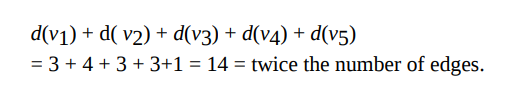 d(v1) + d( v2) + d(v3) + d(v4) + d(v5)
= 3 + 4 + 3 + 3+1 = 14 = twice the number of edges.